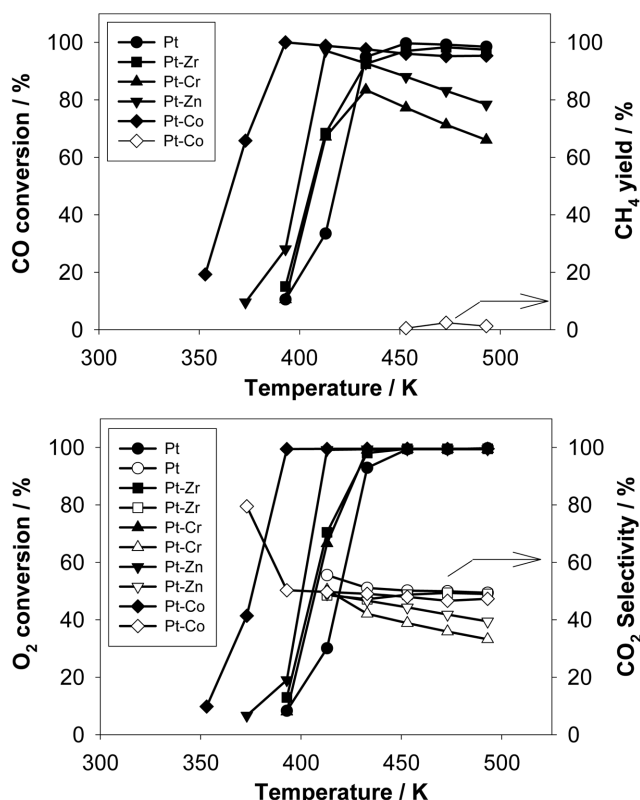 100
80
60
40
20
0
CO conversion / %
Pt
Pt-Zr
Pt-Cr
Pt-Zn
Pt-Co
Pt-Co
100
80
60
40
20
0
CH4 yield / %
300 350 400 450 500
Temperature / K
100
80
60
40
20
0
O2 conversion / %
Pt
Pt
Pt-Zr
Pt-Zr
Pt-Cr
Pt-Cr
Pt-Zn
Pt-Zn
Pt-Co
Pt-Co
100
80
60
40
20
0
CO2 Selectivity / %
300 350 400 450 500
Temperature / K